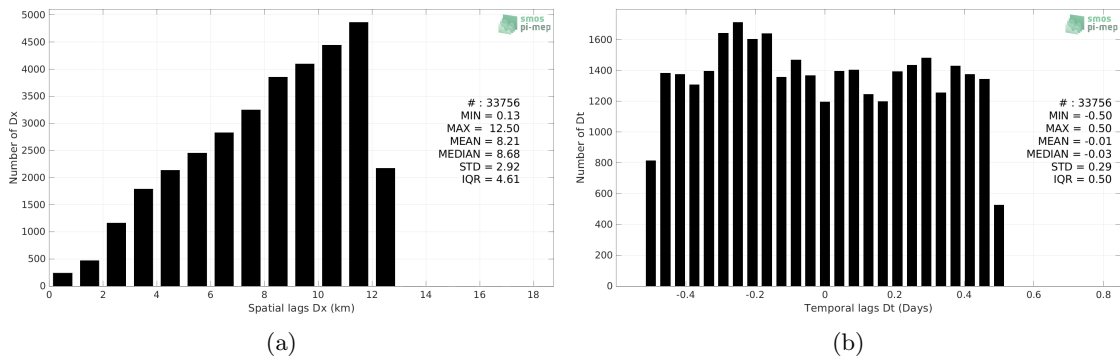 5000
4500
4000
3500
3000
2500
2000
1500
1000
500
0
Number of Dx
0 2 4 6 8 10 12 14 16 18
Spatial lags Dx (km)
smos
pi-mep
# : 33756
MIN = 0.13
MAX = 12.50
MEAN = 8.21
MEDIAN = 8.68
STD = 2.92
IQR = 4.61
(a)
1600
1400
1200
1000
800
600
400
200
0
Number of Dt
-0.4 -0.2 0 0.2 0.4 0.6 0.8
Temporal lags Dt (Days)
smos
pi-mep
# : 33756
MIN = -0.50
MAX = 0.50
MEAN = -0.01
MEDIAN = -0.03
STD = 0.29
IQR = 0.50
(b)